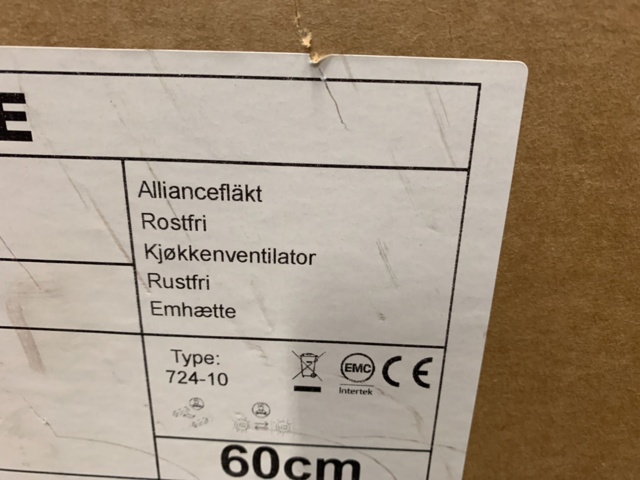 E
Alliancefläkt
Rostfri
Kjøkkenventilator
Rustfri
Emhætte
Type:
724-10
EMC
Intertek
CE
60cm